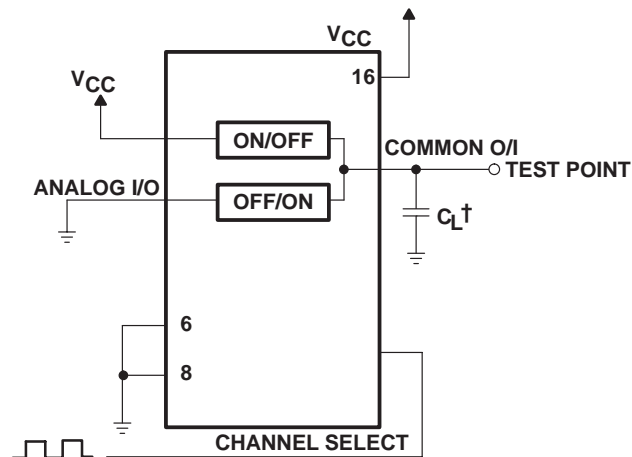 VCC
16
VCC
ON/OFF
COMMON O/I
TEST POINT
ANALOG I/O
OFF/ON
CL†
6
8
CHANNEL SELECT